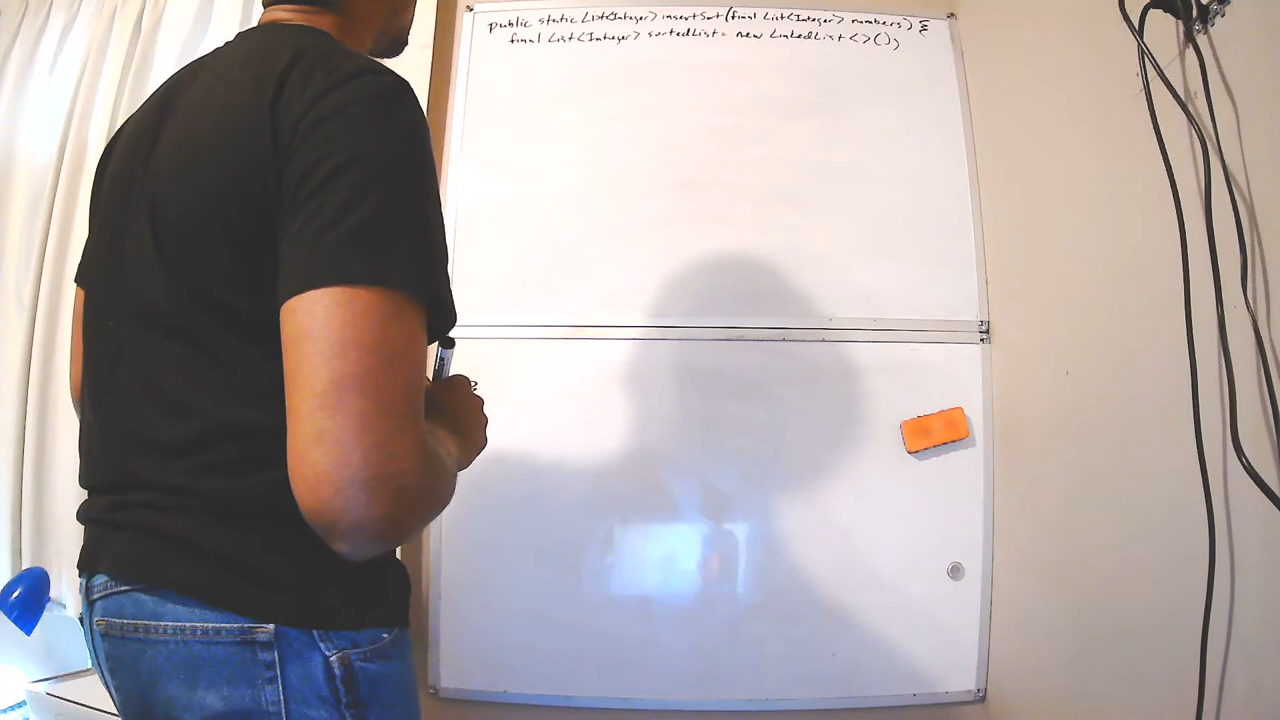 public static List<Integer> insertSort(final List<Integer> numbers) {
final List<Integer> sortedList = new LinkedList<>();